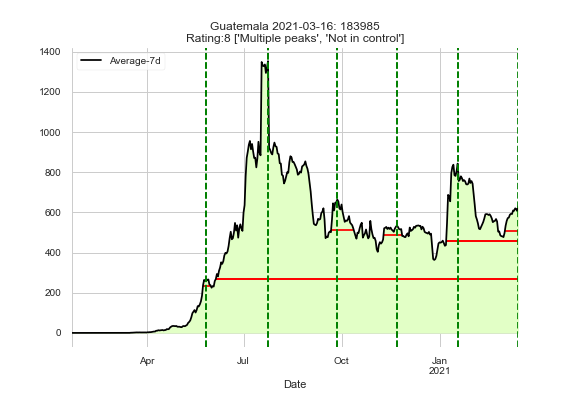 Guatemala 2021-03-16: 183985
Rating:8 ['Multiple peaks', 'Not in control']
1400
Average-7d
1200
1000
800
600
400
200
0
Apr
Jul
Oct
Jan
2021
Date